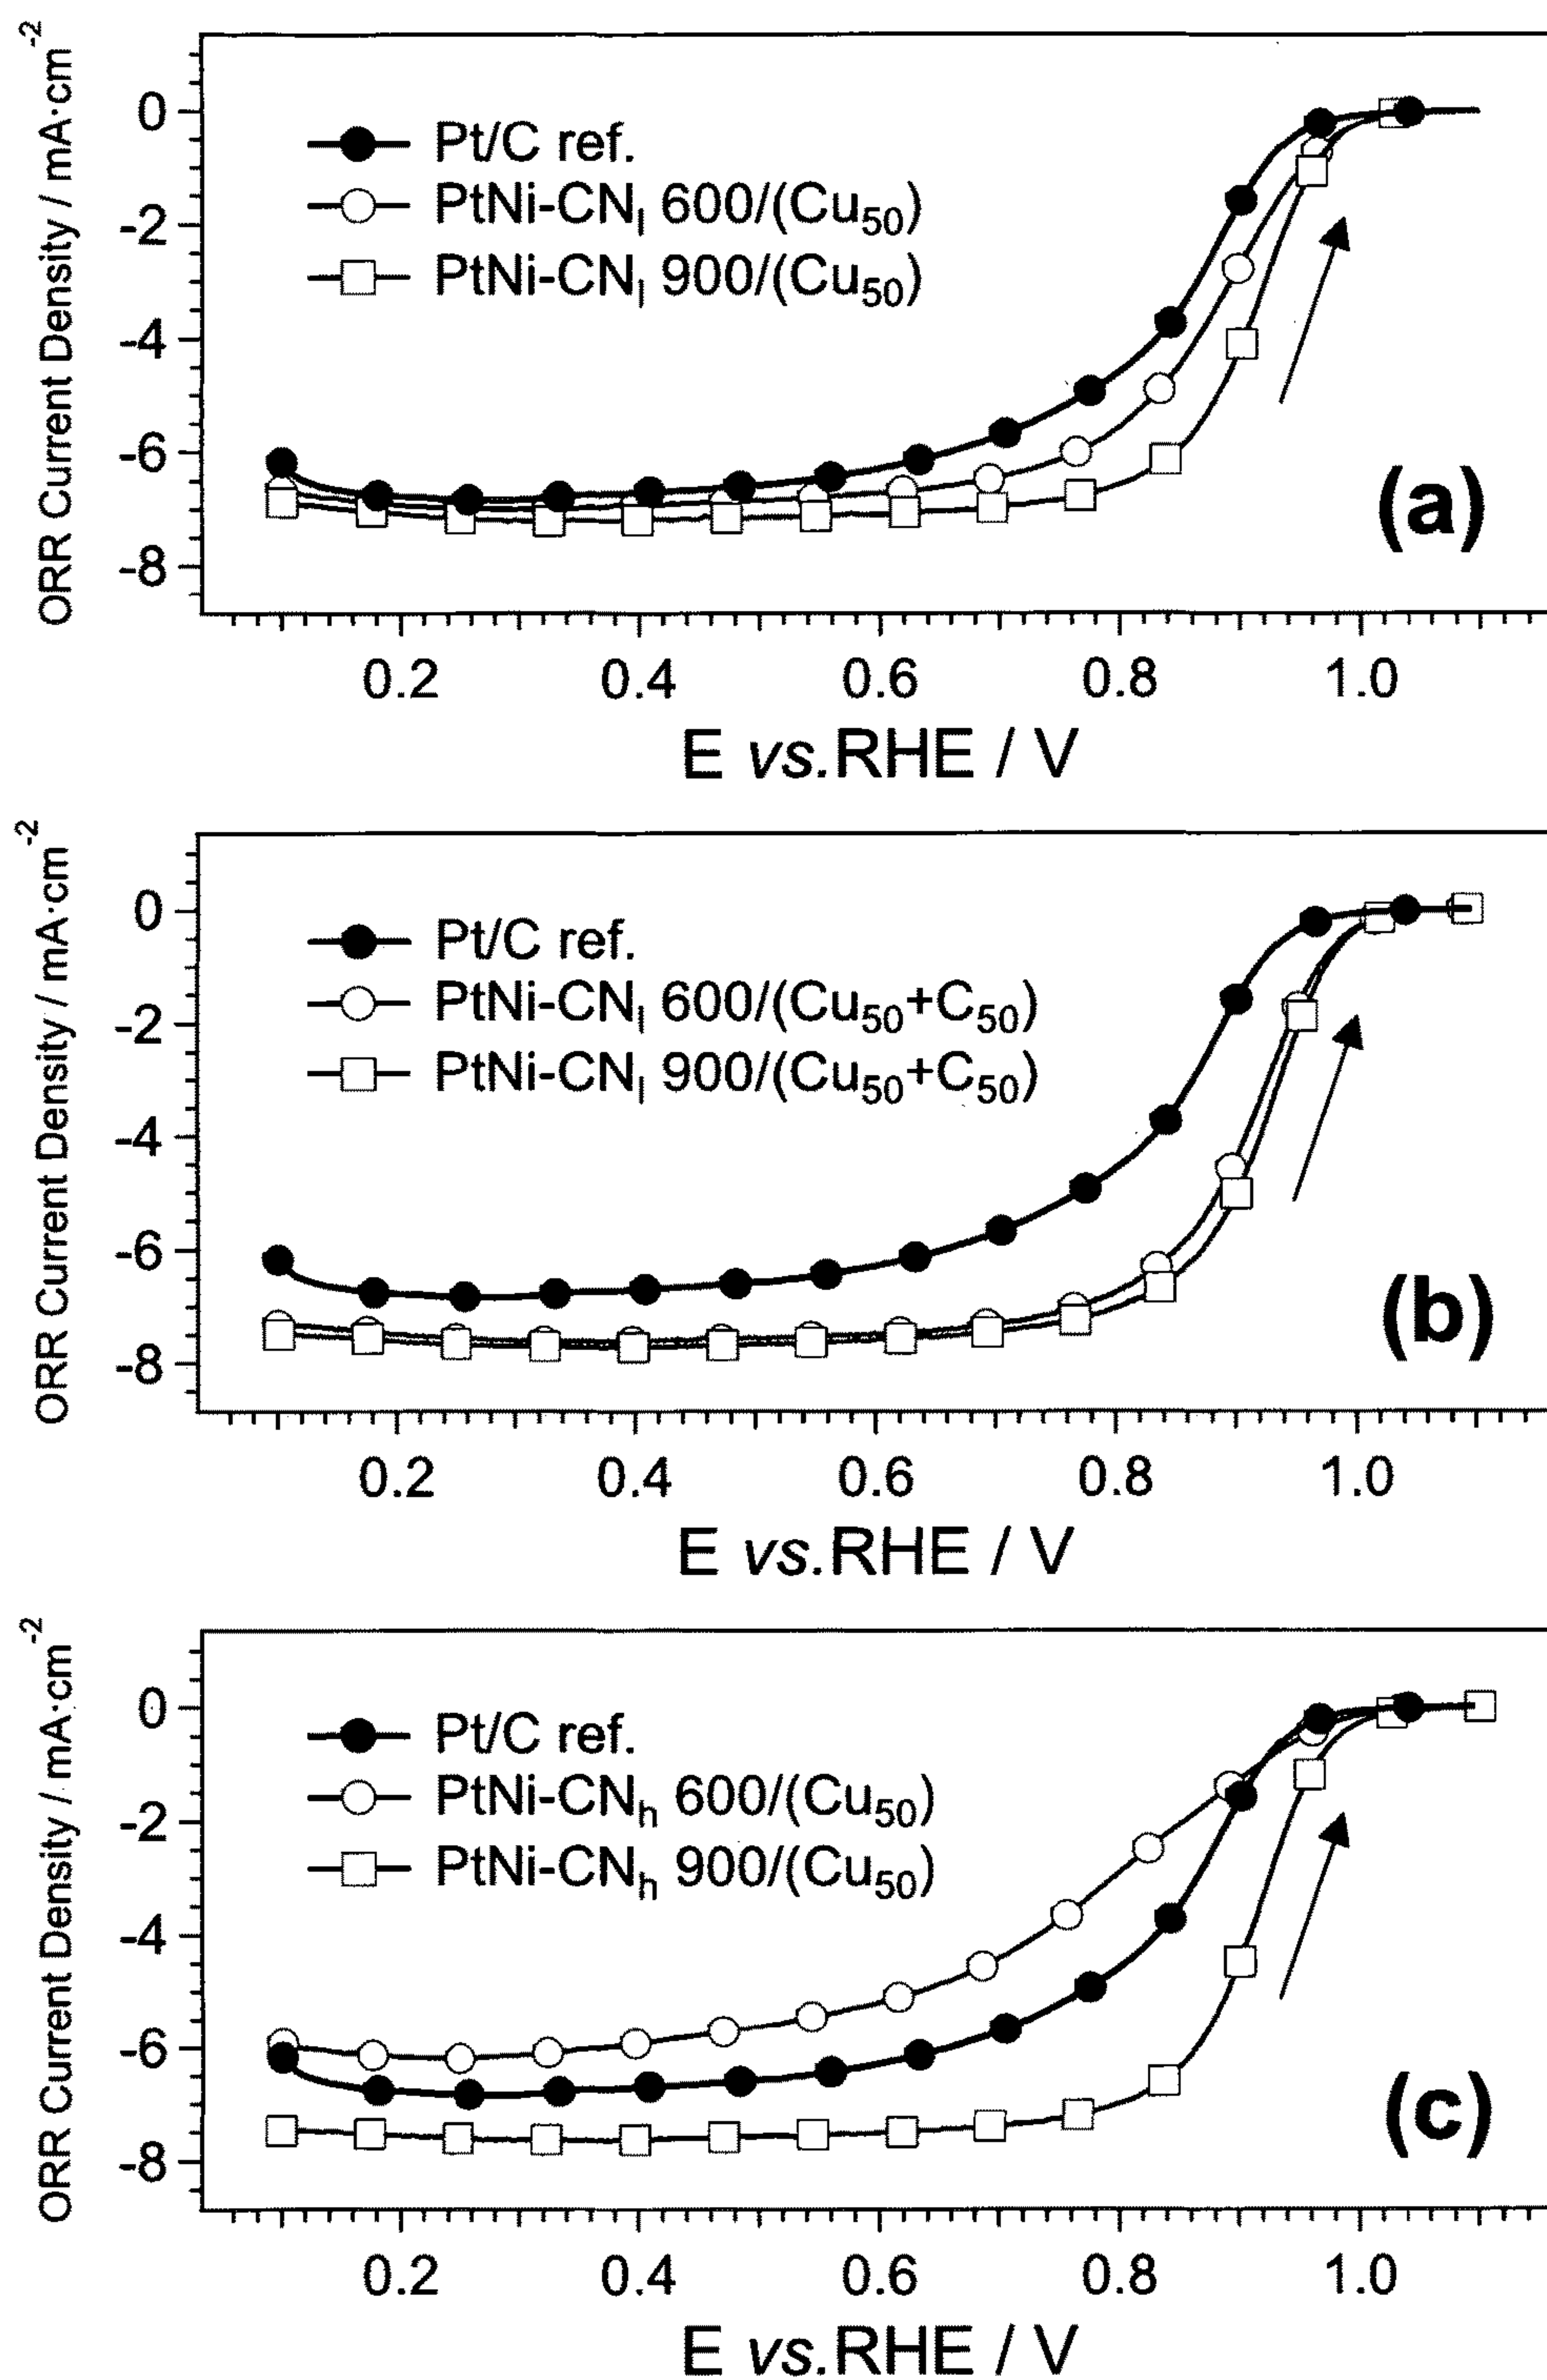 ORR Current Density / mA·cm⁻²
0
-2
-4
-6
-8
Pt/C ref.
PtNi-CNₗ 600/(Cu₅₀)
PtNi-CNₗ 900/(Cu₅₀)
(a)
0.2 0.4 0.6 0.8 1.0
E vs.RHE / V
ORR Current Density / mA·cm⁻²
0
-2
-4
-6
-8
Pt/C ref.
PtNi-CNₗ 600/(Cu₅₀+C₅₀)
PtNi-CNₗ 900/(Cu₅₀+C₅₀)
(b)
0.2 0.4 0.6 0.8 1.0
E vs.RHE / V
ORR Current Density / mA·cm⁻²
0
-2
-4
-6
-8
Pt/C ref.
PtNi-CNₕ 600/(Cu₅₀)
PtNi-CNₕ 900/(Cu₅₀)
(c)
0.2 0.4 0.6 0.8 1.0
E vs.RHE / V